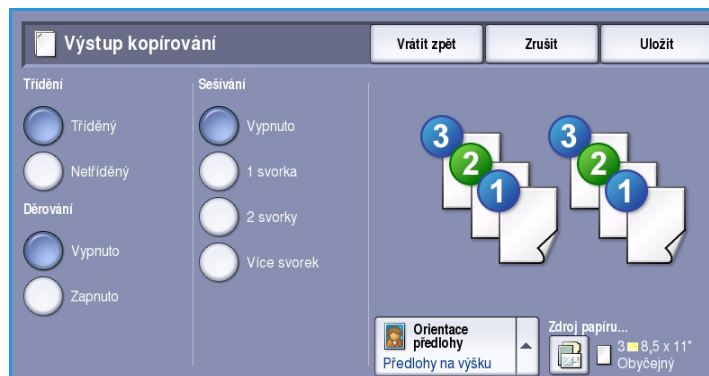 Výstup kopírování
Vrátit zpět
Zrušit
Uložit
Třídění
Tříděný
Netříděný
Děrování
Vypnuto
Zapnuto
Sešívání
Vypnuto
1 svorka
2 svorky
Více svorek
3
2
1
3
2
1
Orientace
předlohy
Předlohy na výšku
Zdroj papíru...
3 8,5 x 11"
Obyčejný